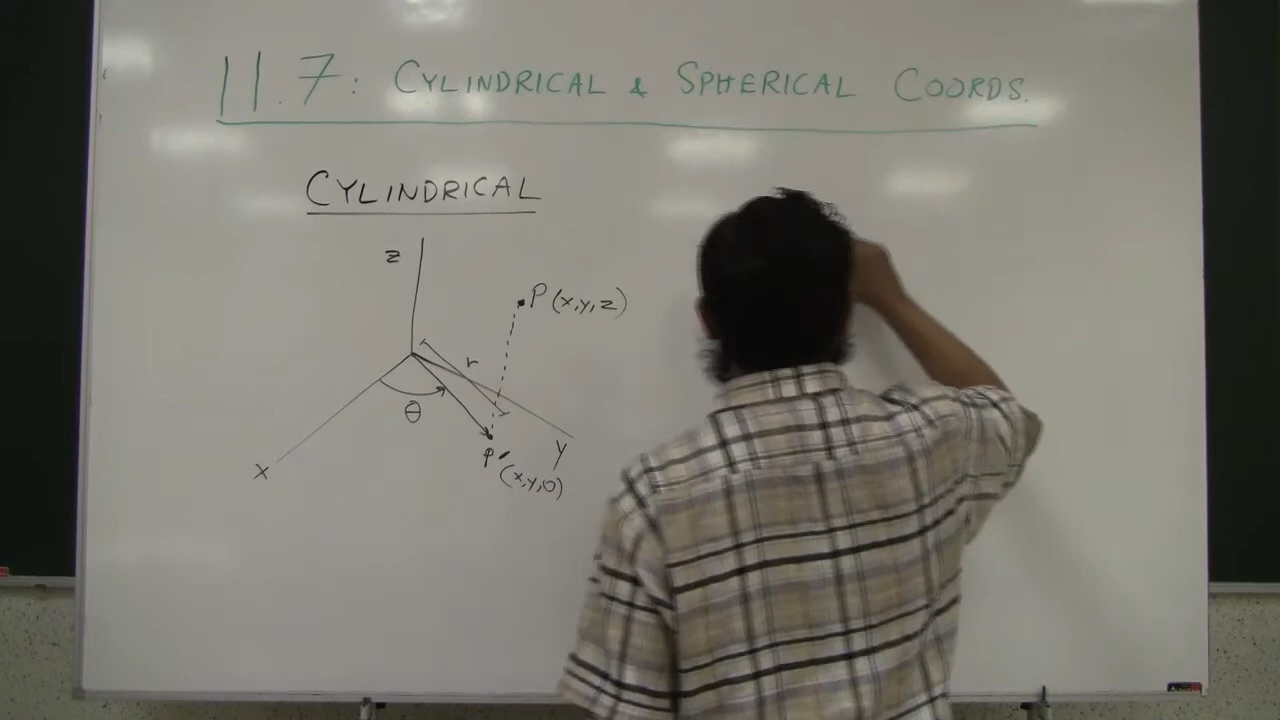 11.7: CYLINDRICAL & SPHERICAL COORDS.
CYLINDRICAL
z
P (x,y,z)
r
θ
y
P'
x
(x,y,0)